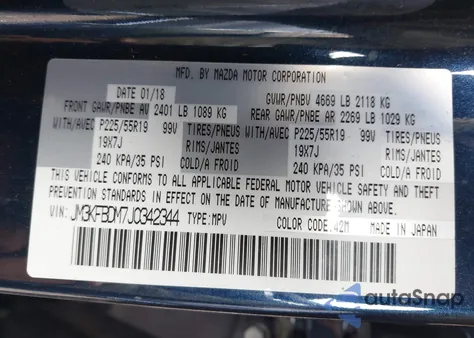 MFD. BY MAZDA MOTOR CORPORATION
DATE 01/18 GVWR/PNBV 4669 LB 2118 KG
FRONT GAWR/PNBE AV 2401 LB 1089 KG REAR GAWR/PNBE AR 2269 LB 1029 KG
WITH/AVEC P225/55R19 99V TIRES/PNEUS WITH/AVEC P225/55R19 99V TIRES/PNEUS
19X7J RIMS/JANTES 19X7J RIMS/JANTES
240 KPA/35 PSI COLD/A FROID 240 KPA/35 PSI COLD/A FROID
THIS VEHICLE CONFORMS TO ALL APPLICABLE FEDERAL MOTOR VEHICLE SAFETY AND THEFT
PREVENTION STANDARDS IN EFFECT ON THE DATE OF MANUFACTURE SHOWN ABOVE.
VIN: JM3KFBDM7J0342344 TYPE:MPV COLOR CODE:42M MADE IN JAPAN
autoSnap